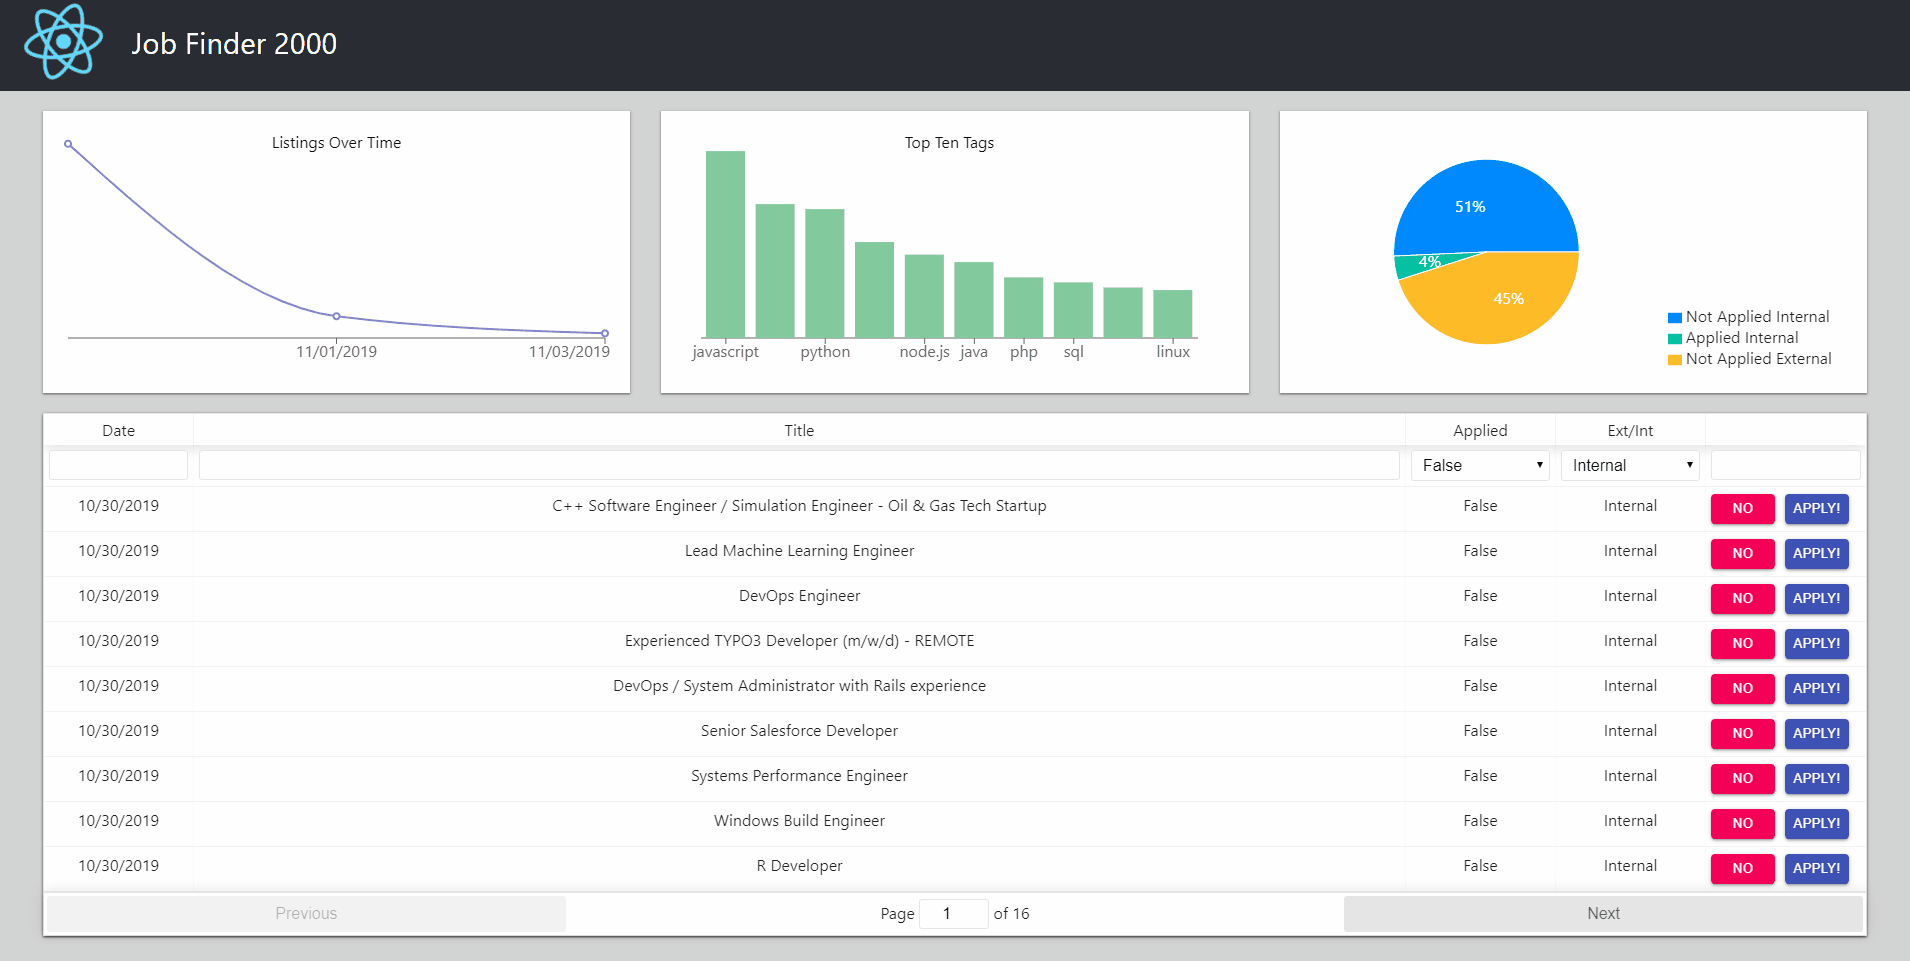 Job Finder 2000
Listings Over Time
11/01/2019 11/03/2019
Top Ten Tags
javascript python node.js java php sql linux
51%
4%
45%
Not Applied Internal
Applied Internal
Not Applied External
Date Title Applied Ext/Int
False Internal
10/30/2019 C++ Software Engineer / Simulation Engineer - Oil & Gas Tech Startup False Internal NO APPLY!
10/30/2019 Lead Machine Learning Engineer False Internal NO APPLY!
10/30/2019 DevOps Engineer False Internal NO APPLY!
10/30/2019 Experienced TYPO3 Developer (m/w/d) - REMOTE False Internal NO APPLY!
10/30/2019 DevOps / System Administrator with Rails experience False Internal NO APPLY!
10/30/2019 Senior Salesforce Developer False Internal NO APPLY!
10/30/2019 Systems Performance Engineer False Internal NO APPLY!
10/30/2019 Windows Build Engineer False Internal NO APPLY!
10/30/2019 R Developer False Internal NO APPLY!
Previous Page 1 of 16 Next